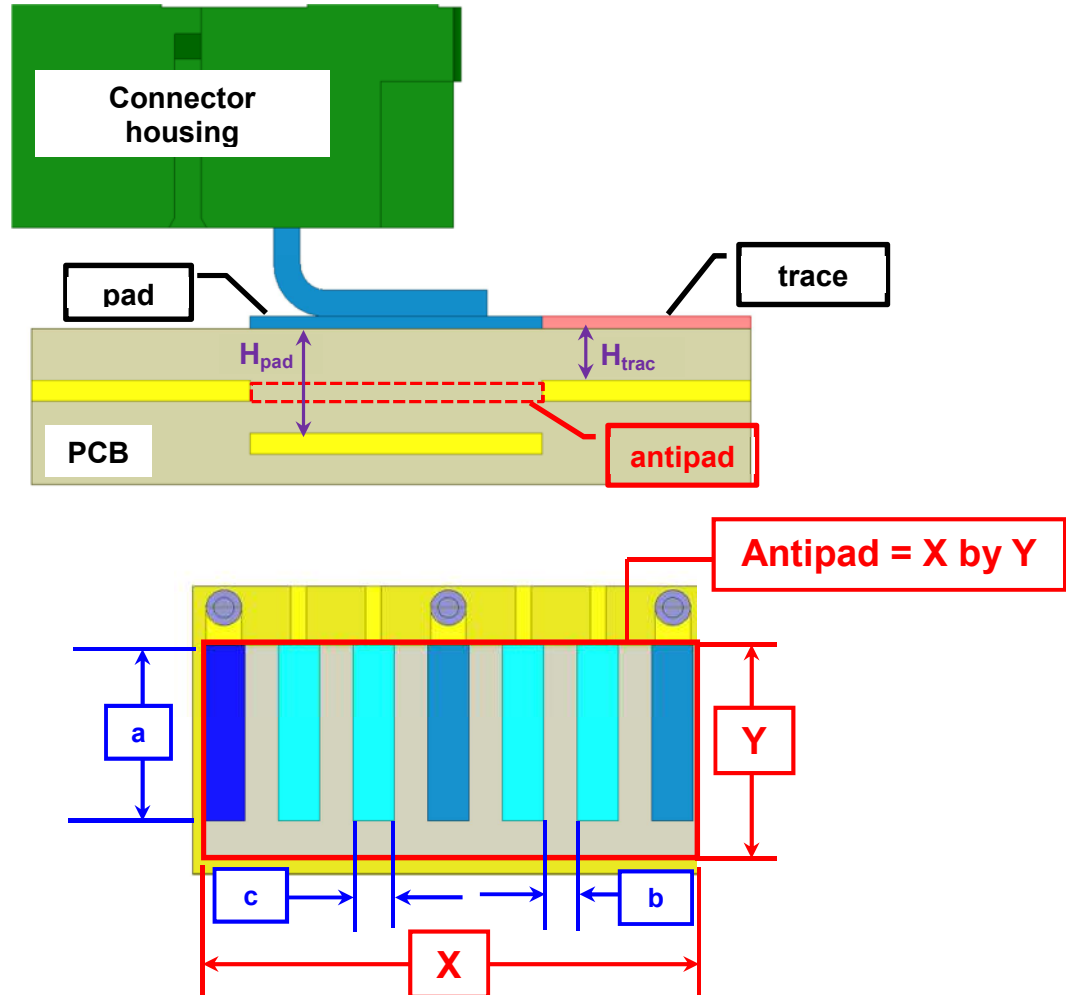 Connector
housing
pad
trace
Hpad
Htrac
PCB
antipad
Antipad = X by Y
a
Y
c
b
X